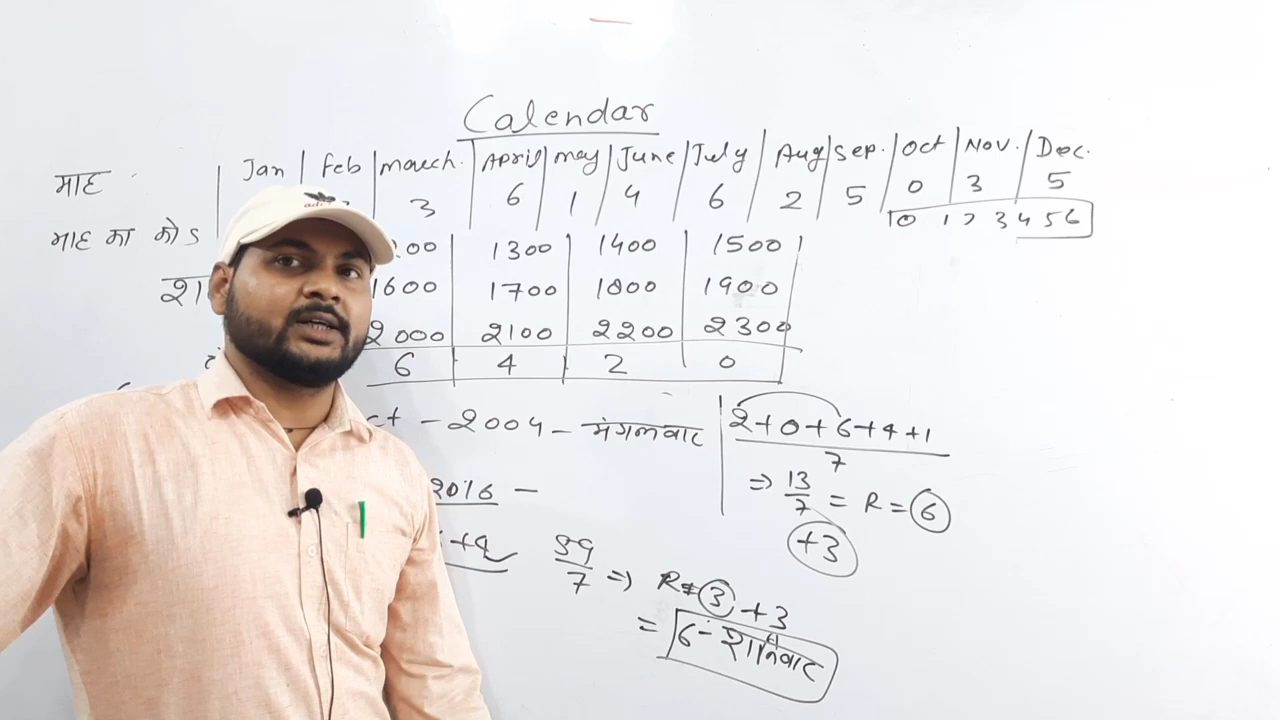 Calendar
माह Jan Feb march. April may June July Aug Sep. Oct Nov. Dec.
माह का कोड 3 6 1 4 6 2 5 0 3 5
0 1 2 3 4 5 6
00 1300 1400 1500
1600 1700 1800 1900
2000 2100 2200 2300
6 4 2 0
ct - 2004 - मंगलवार
2+0+6+4+1
7
⇒ 13/7 = R = 6
+3
2016 -
+4
59/7 ⇒ R = 3 +3
= 6 - शनिवार